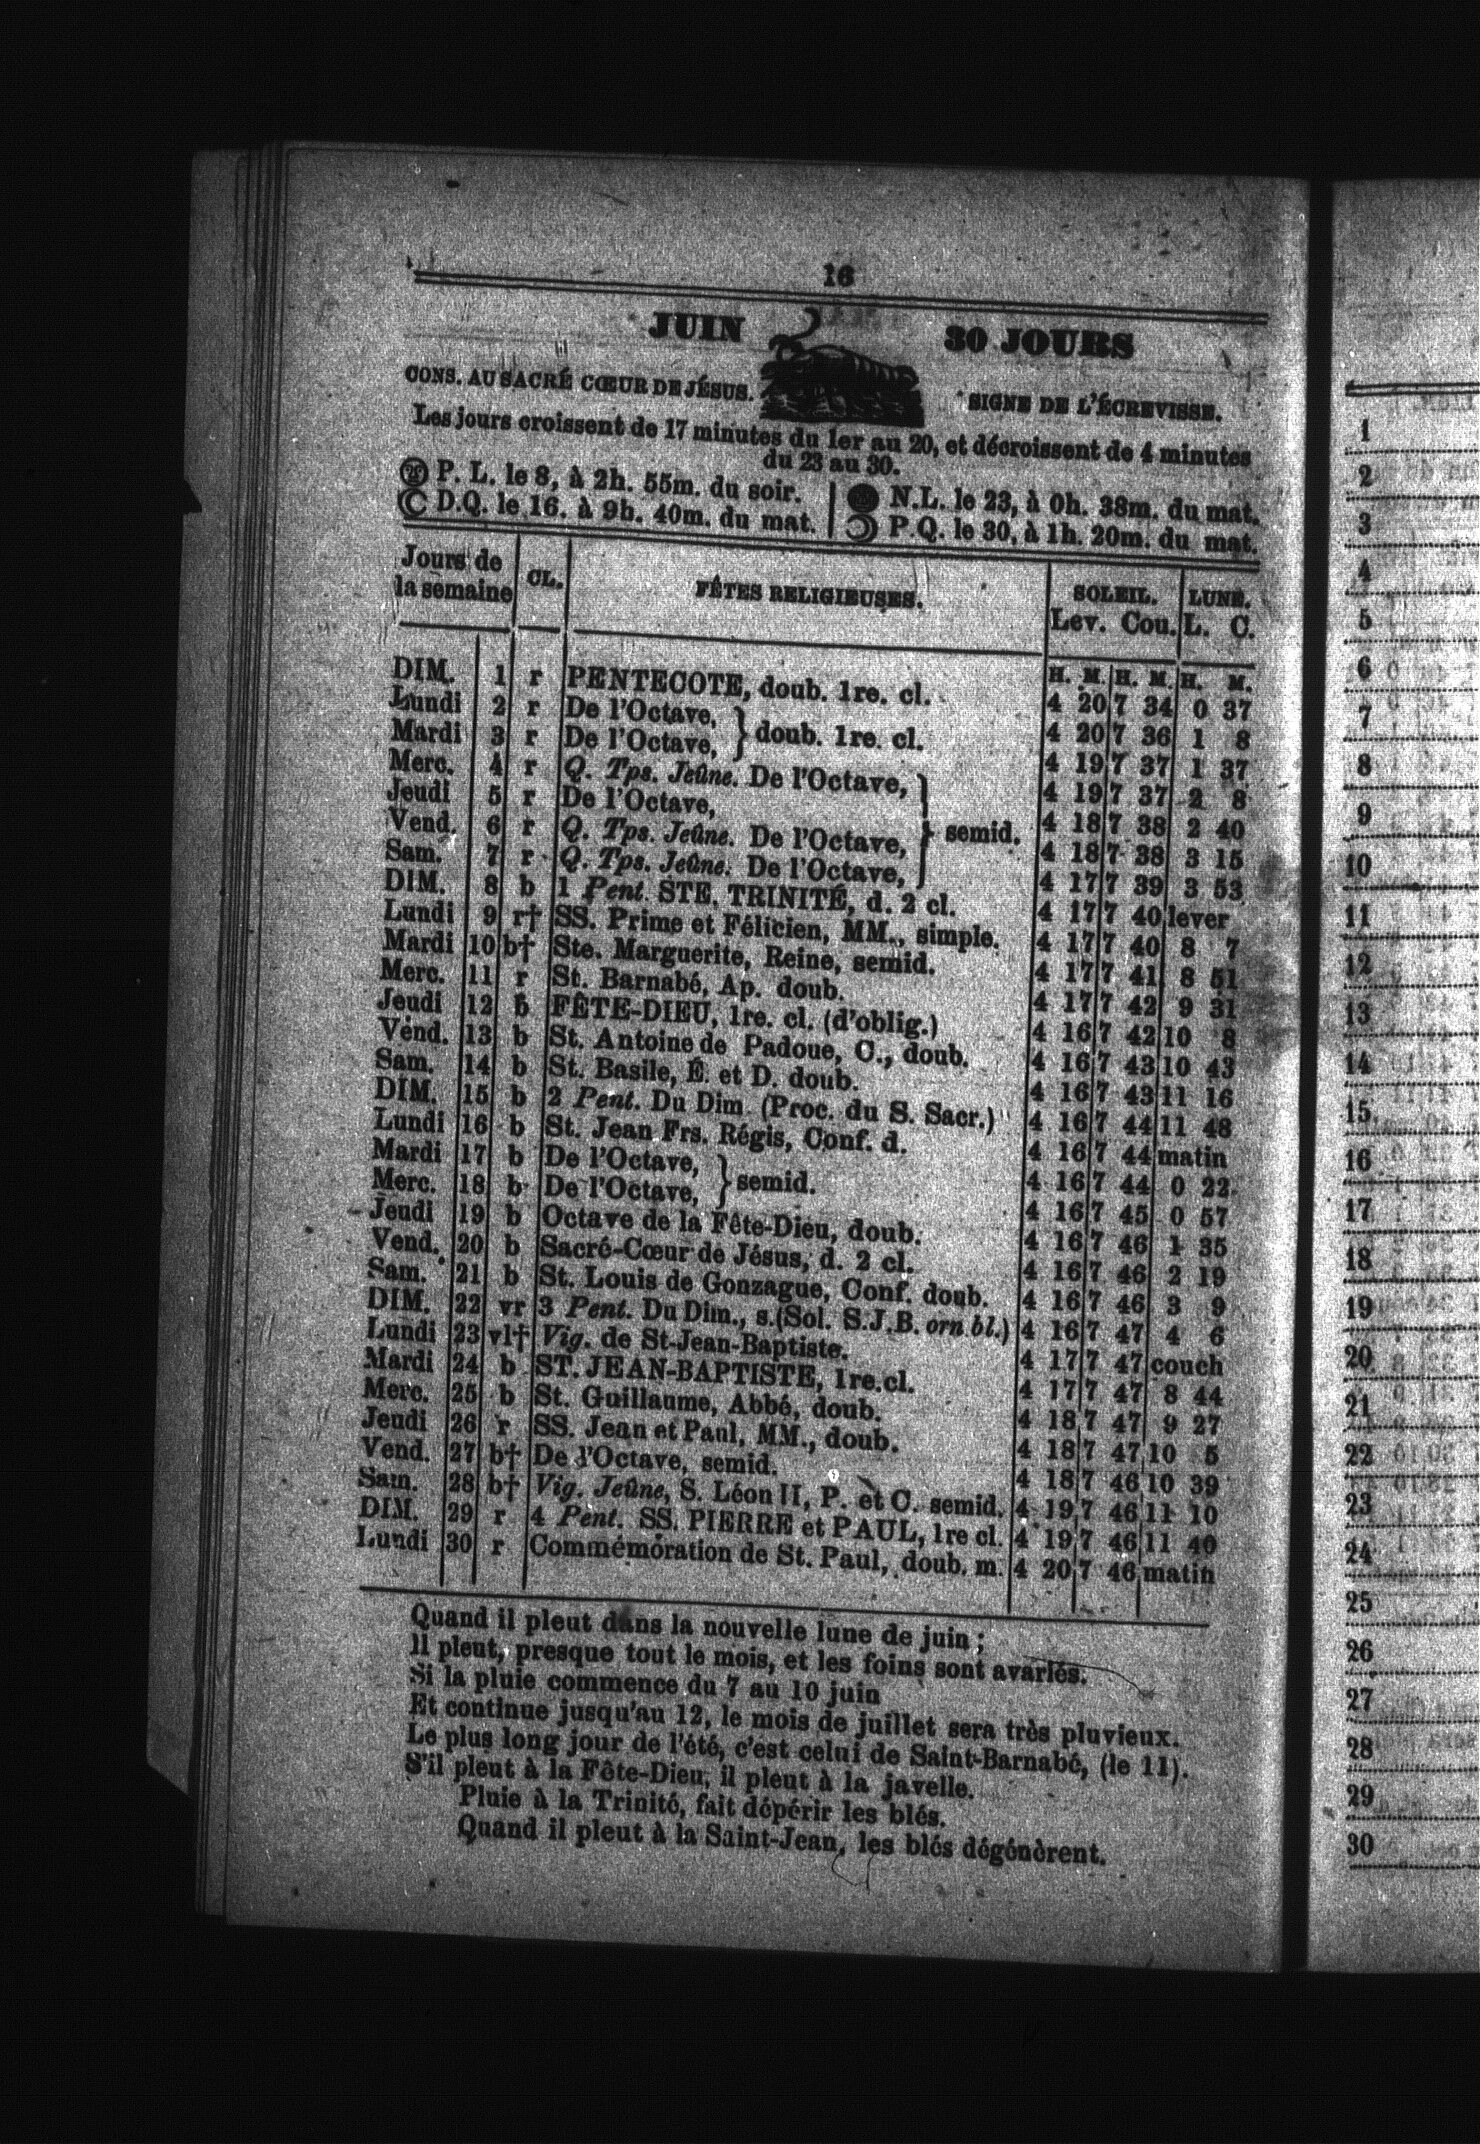 16
JUIN 30 JOURS
CONS. AU SACRÉ CŒUR DE JÉSUS. SIGNE DE L'ÉCREVISSE.
Les jours croissent de 17 minutes du 1er au 20, et décroissent de 4 minutes
du 23 au 30.
P. L. le 8, à 2h. 55m. du soir. N.L. le 23, à 0h. 38m. du mat.
D.Q. le 16. à 9h. 40m. du mat. P.Q. le 30, à 1h. 20m. du mat.
Jours de la semaine CL. FÊTES RELIGIEUSES. SOLEIL. LUNE.
Lev. Cou. L. C.
H. M. H. M. H. M.
DIM. 1 r PENTECOTE, doub. 1re. cl. 4 20 7 34 0 37
Lundi 2 r De l'Octave, } doub. 1re. cl. 4 20 7 36 1 8
Mardi 3 r De l'Octave, 4 19 7 37 1 37
Merc. 4 r Q. Tps. Jeûne. De l'Octave, 4 19 7 37 2 8
Jeudi 5 r De l'Octave, } semid. 4 18 7 38 2 40
Vend. 6 r Q. Tps. Jeûne. De l'Octave, 4 18 7 38 3 15
Sam. 7 r Q. Tps. Jeûne. De l'Octave, 4 17 7 39 3 53
DIM. 8 b 1 Pent. STE. TRINITÉ, d. 2 cl. 4 17 7 40 lever
Lundi 9 r† SS. Prime et Félicien, MM., simple. 4 17 7 40 8 7
Mardi 10 b† Ste. Marguerite, Reine, semid. 4 17 7 41 8 51
Merc. 11 r St. Barnabé, Ap. doub. 4 17 7 42 9 31
Jeudi 12 b FÊTE-DIEU, 1re. cl. (d'oblig.) 4 16 7 42 10 8
Vend. 13 b St. Antoine de Padoue, C., doub. 4 16 7 43 10 43
Sam. 14 b St. Basile, É. et D. doub. 4 16 7 43 11 16
DIM. 15 b 2 Pent. Du Dim. (Proc. du S. Sacr.) 4 16 7 44 11 48
Lundi 16 b St. Jean Frs. Régis, Conf. d. 4 16 7 44 matin
Mardi 17 b De l'Octave, } semid. 4 16 7 44 0 22
Merc. 18 b De l'Octave, 4 16 7 45 0 57
Jeudi 19 b Octave de la Fête-Dieu, doub. 4 16 7 46 1 35
Vend. 20 b Sacré-Cœur de Jésus, d. 2 cl. 4 16 7 46 2 19
Sam. 21 b St. Louis de Gonzague, Conf. doub. 4 16 7 46 3 9
DIM. 22 vr 3 Pent. Du Dim., s.(Sol. S.J.B. orn bl.) 4 16 7 47 4 6
Lundi 23 vl† Vig. de St-Jean-Baptiste. 4 17 7 47 couch
Mardi 24 b ST. JEAN-BAPTISTE, 1re.cl. 4 17 7 47 8 44
Merc. 25 b St. Guillaume, Abbé, doub. 4 18 7 47 9 27
Jeudi 26 r SS. Jean et Paul, MM., doub. 4 18 7 47 10 5
Vend. 27 b† De l'Octave, semid. 4 18 7 46 10 39
Sam. 28 b† Vig. Jeûne, S. Léon II, P. et C. semid. 4 19 7 46 11 10
DIM. 29 r 4 Pent. SS. PIERRE et PAUL, 1re cl. 4 19 7 46 11 40
Lundi 30 r Commémoration de St. Paul, doub. m. 4 20 7 46 matin
Quand il pleut dans la nouvelle lune de juin ;
Il pleut, presque tout le mois, et les foins sont avariés.
Si la pluie commence du 7 au 10 juin
Et continue jusqu'au 12, le mois de juillet sera très pluvieux.
Le plus long jour de l'été, c'est celui de Saint-Barnabé, (le 11).
S'il pleut à la Fête-Dieu, il pleut à la javelle.
Pluie à la Trinité, fait dépérir les blés.
Quand il pleut à la Saint-Jean, les blés dégénèrent.
1
2
3
4
5
6
7
8
9
10
11
12
13
14
15
16
17
18
19
20
21
22
23
24
25
26
27
28
29
30